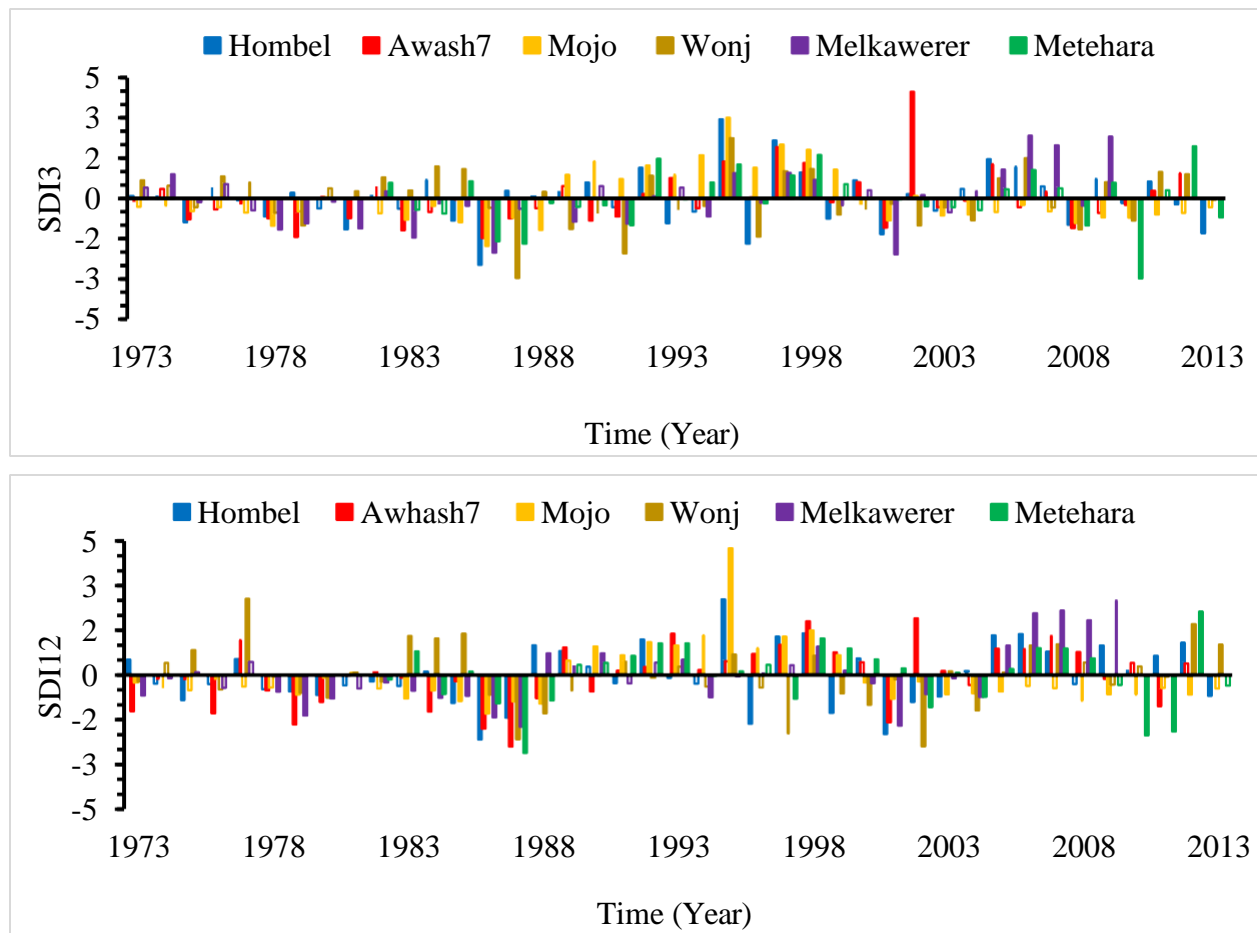 Hombel Awash7 Mojo Wonj Melkawerer Metehara
5
3
2
0
-2
-3
-5
SDI3
1973 1978 1983 1988 1993 1998 2003 2008 2013
Time (Year)
Hombel Awhash7 Mojo Wonj Melkawerer Metehara
5
3
2
0
-2
-3
-5
SDI12
1973 1978 1983 1988 1993 1998 2003 2008 2013
Time (Year)